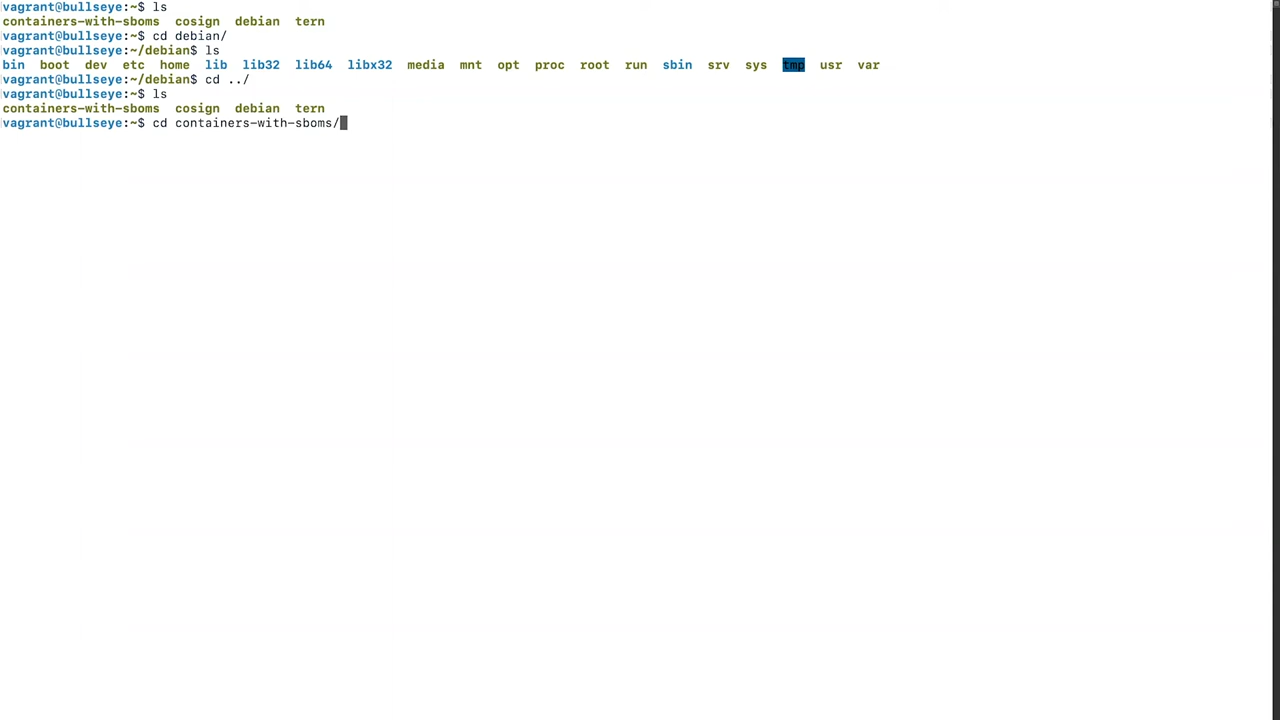 vagrant@bullseye:~$ ls
containers-with-sboms  cosign  debian  tern
vagrant@bullseye:~$ cd debian/
vagrant@bullseye:~/debian$ ls
bin  boot  dev  etc  home  lib  lib32  lib64  libx32  media  mnt  opt  proc  root  run  sbin  srv  sys  tmp  usr  var
vagrant@bullseye:~/debian$ cd ../
vagrant@bullseye:~$ ls
containers-with-sboms  cosign  debian  tern
vagrant@bullseye:~$ cd containers-with-sboms/